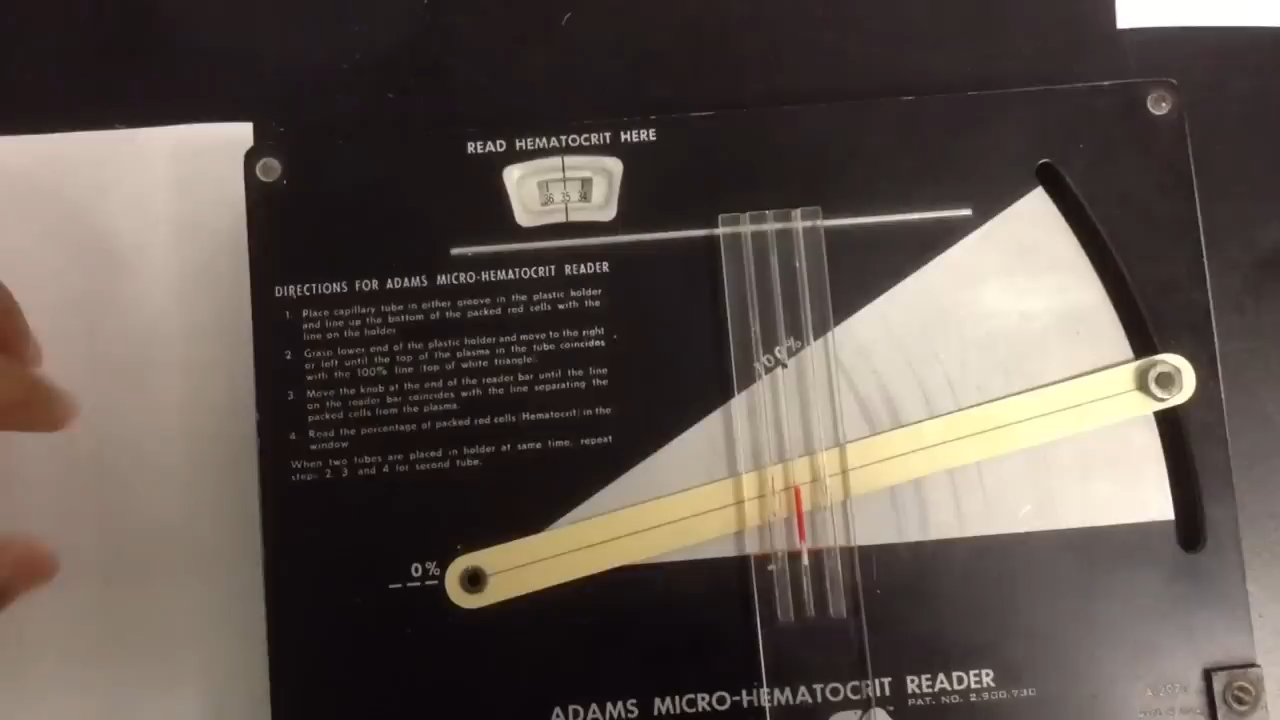 READ HEMATOCRIT HERE
36 35 34
DIRECTIONS FOR ADAMS MICRO-HEMATOCRIT READER
1. Place capillary tube in either groove in the plastic holder
and line up the bottom of the packed red cells with the
line on the holder
2. Grasp lower end of the plastic holder and move to the right
or left until the top of the plasma in the tube coincides
with the 100% line (top of white triangle).
3. Move the knob at the end of the reader bar until the line
on the reader bar coincides with the line separating the
packed cells from the plasma.
4. Read the percentage of packed red cells (Hematocrit) in the
window
When two tubes are placed in holder at same time, repeat
steps 2, 3 and 4 for second tube.
100%
0%
ADAMS MICRO-HEMATOCRIT READER
PAT. NO. 2,900,730